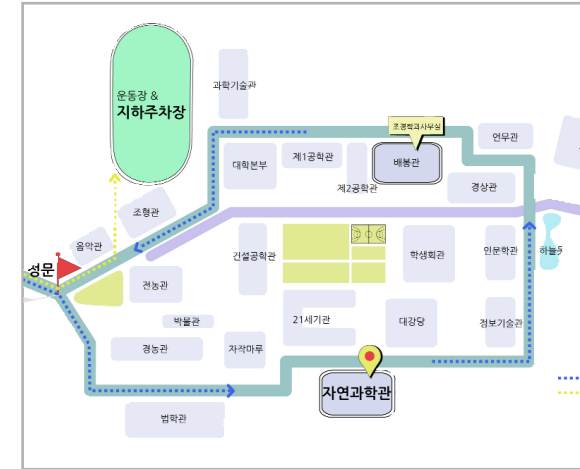 운동장 &
지하주차장
과학기술관
조경학과사무실
연무관
대학본부
제1공학관
배봉관
제2공학관
경상관
조형관
음악관
정문
건설공학관
학생회관
인문학관
하늘못
전농관
박물관
21세기관
대강당
정보기술관
경농관
자작마루
자연과학관
법학관